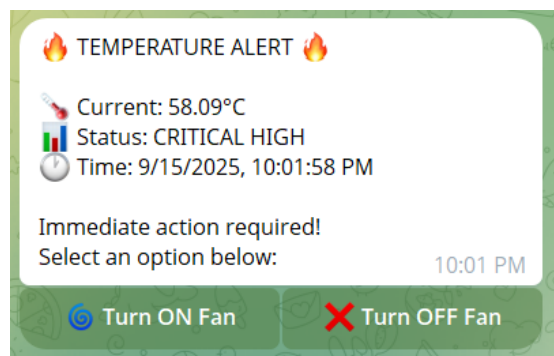 🔥 TEMPERATURE ALERT 🔥
🌡️ Current: 58.09°C
📊 Status: CRITICAL HIGH
🕐 Time: 9/15/2025, 10:01:58 PM
Immediate action required!
Select an option below:
10:01 PM
🌀 Turn ON Fan
❌ Turn OFF Fan